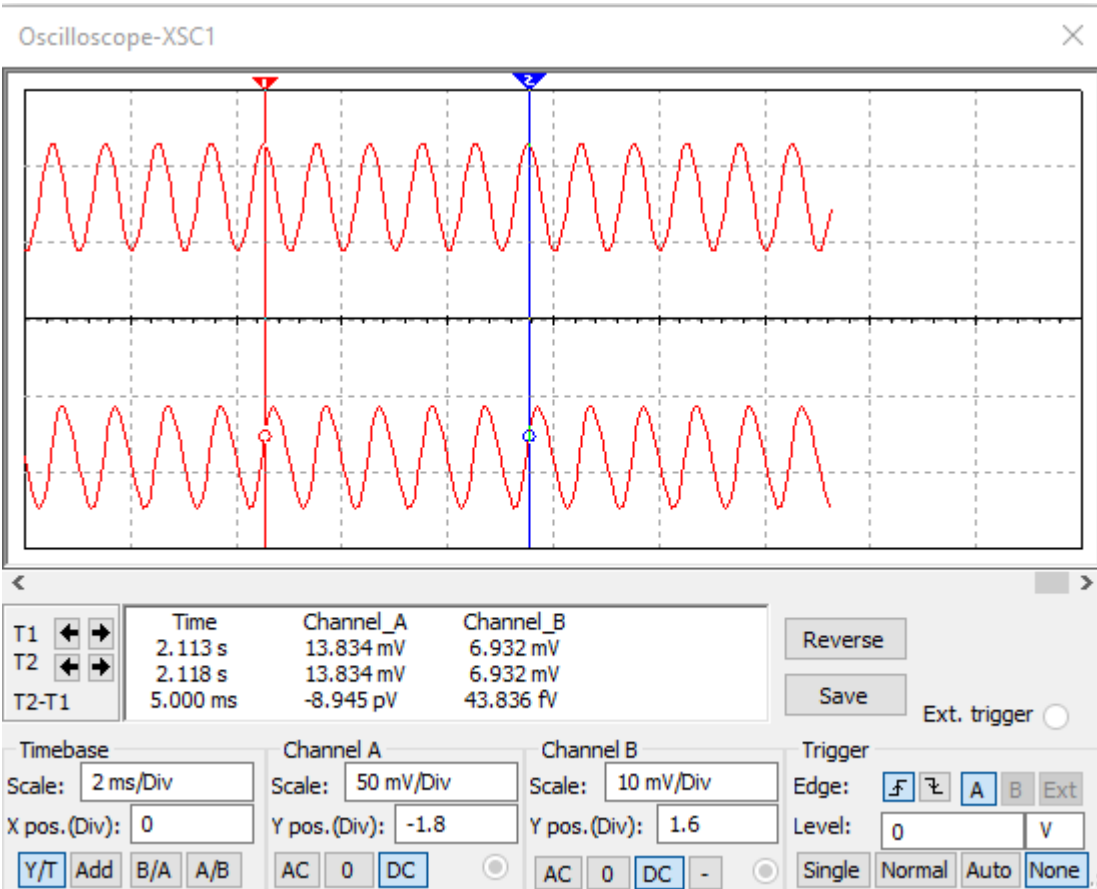 Oscilloscope-XSC1
1 2
Time Channel_A Channel_B
T1 2.113 s 13.834 mV 6.932 mV
T2 2.118 s 13.834 mV 6.932 mV
T2-T1 5.000 ms -8.945 pV 43.836 fV
Reverse
Save
Ext. trigger
Timebase
Scale: 2 ms/Div
X pos.(Div): 0
Y/T Add B/A A/B
Channel A
Scale: 50 mV/Div
Y pos.(Div): -1.8
AC 0 DC
Channel B
Scale: 10 mV/Div
Y pos.(Div): 1.6
AC 0 DC -
Trigger
Edge: A B Ext
Level: 0 V
Single Normal Auto None